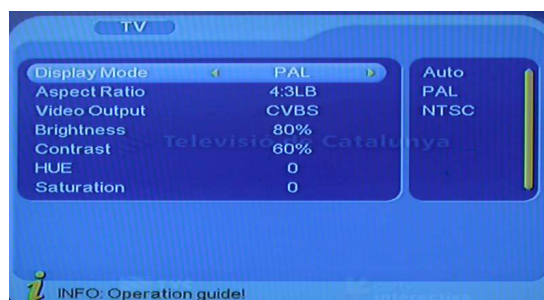 TV
Display Mode PAL
Aspect Ratio 4:3LB
Video Output CVBS
Brightness 80%
Contrast 60%
HUE 0
Saturation 0
Auto
PAL
NTSC
Televisió de Catalunya
INFO: Operation guide!